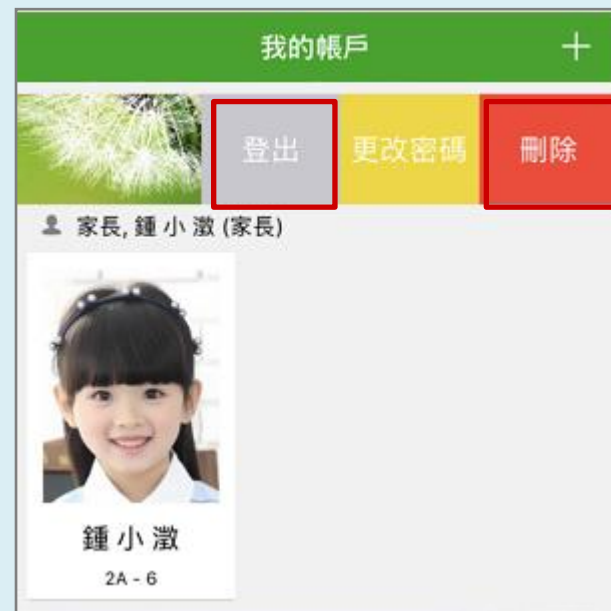 我的帳戶 +
登出 更改密碼 刪除
家長, 鍾 小 澂 (家長)
鍾 小 澂
2A - 6